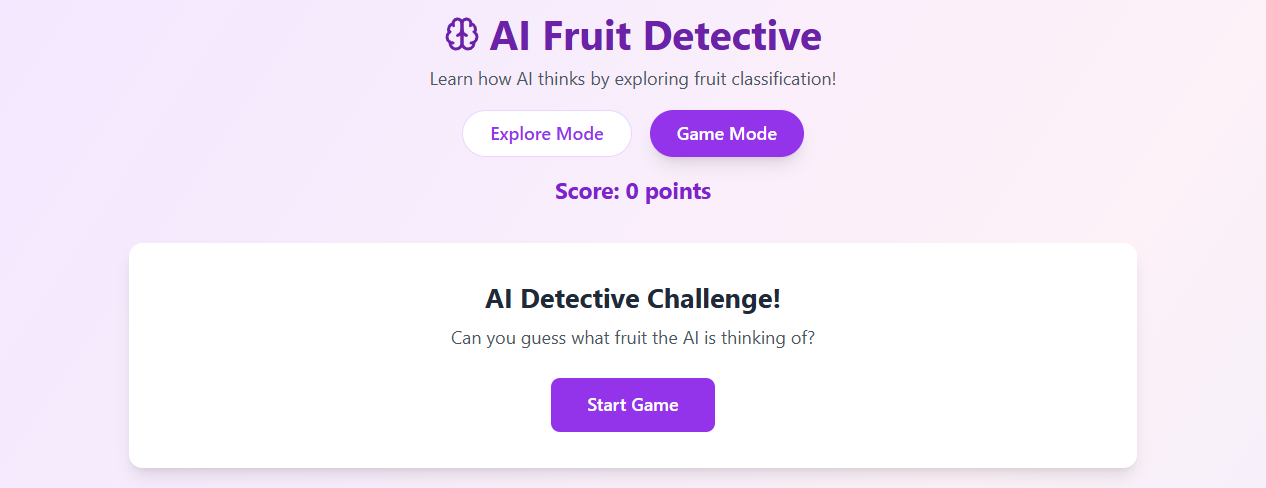 AI Fruit Detective
Learn how AI thinks by exploring fruit classification!
Explore Mode
Game Mode
Score: 0 points
AI Detective Challenge!
Can you guess what fruit the AI is thinking of?
Start Game